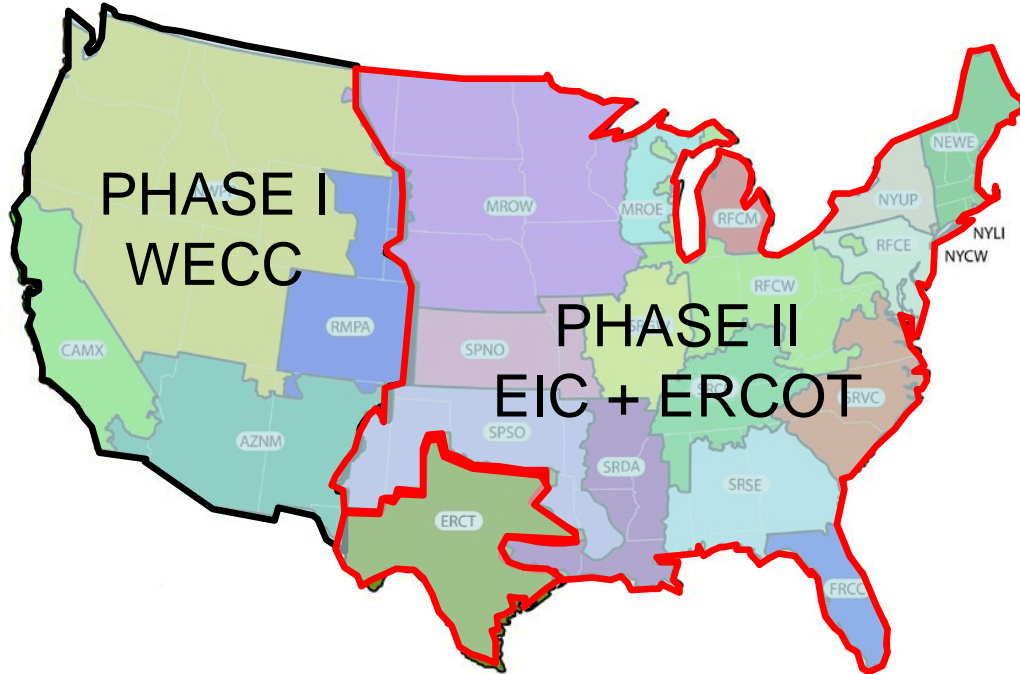 PHASE I
WECC
MROW
MROE
RFCM
NEWE
NYUP
NYLI
NYCW
RFCE
RFCW
RMPA
SPNO
PHASE II
EIC + ERCOT
CAMX
AZNM
SPSO
SRVC
SRDA
SRSE
ERCT
FRCC